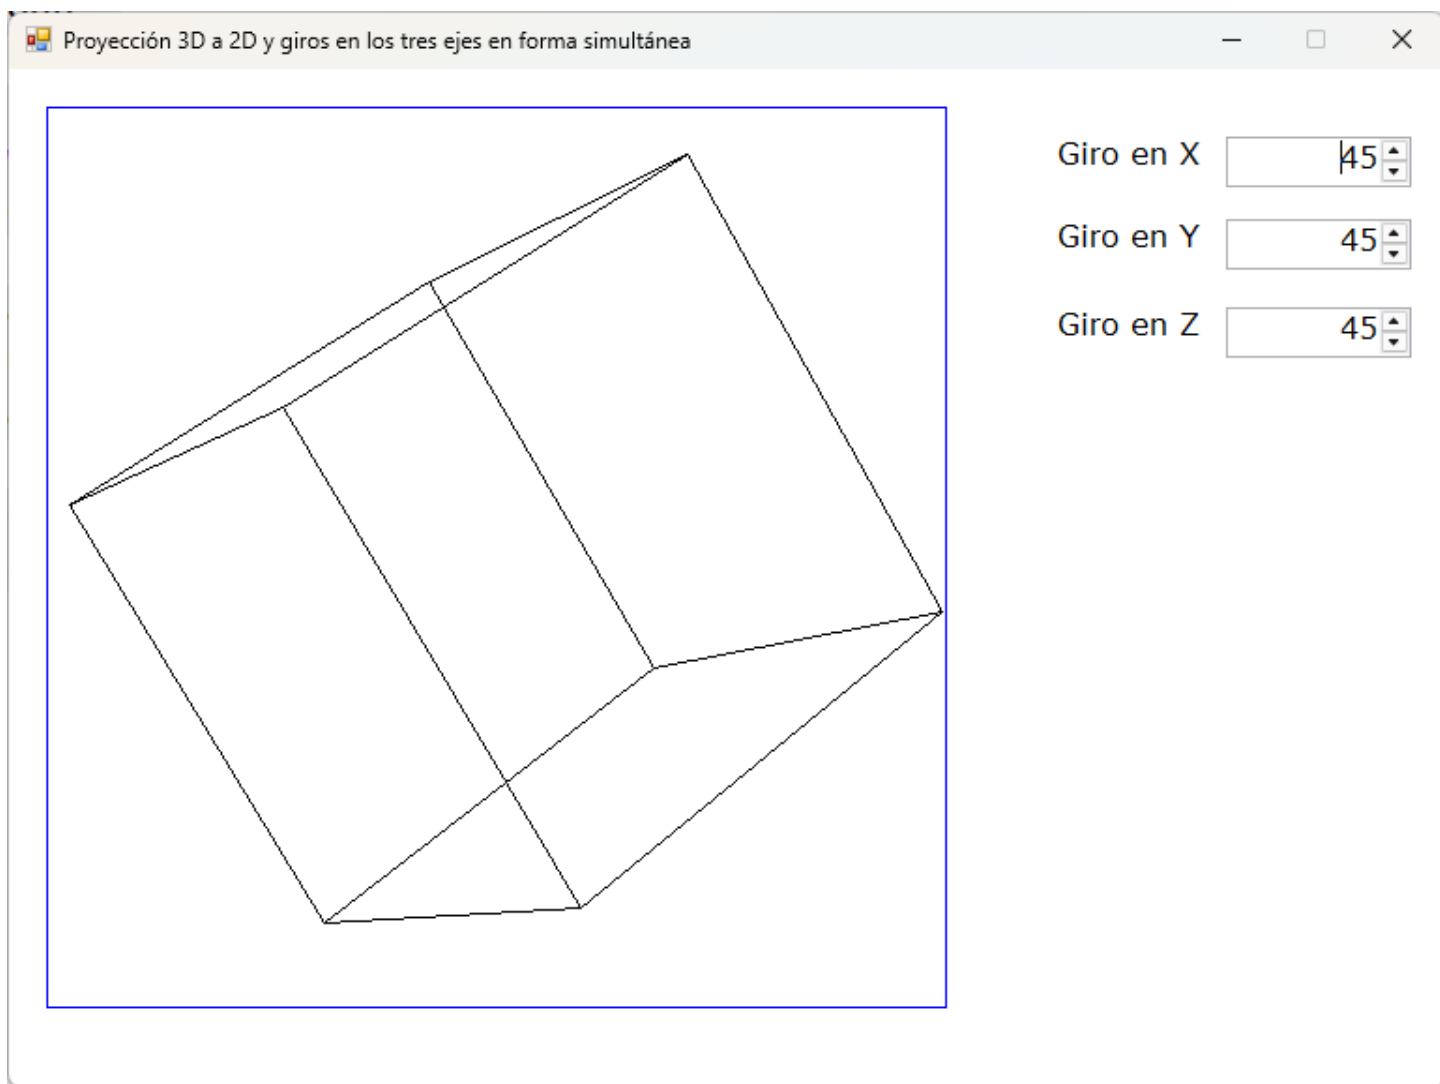 Proyección 3D a 2D y giros en los tres ejes en forma simultánea
Giro en X 45
Giro en Y 45
Giro en Z 45